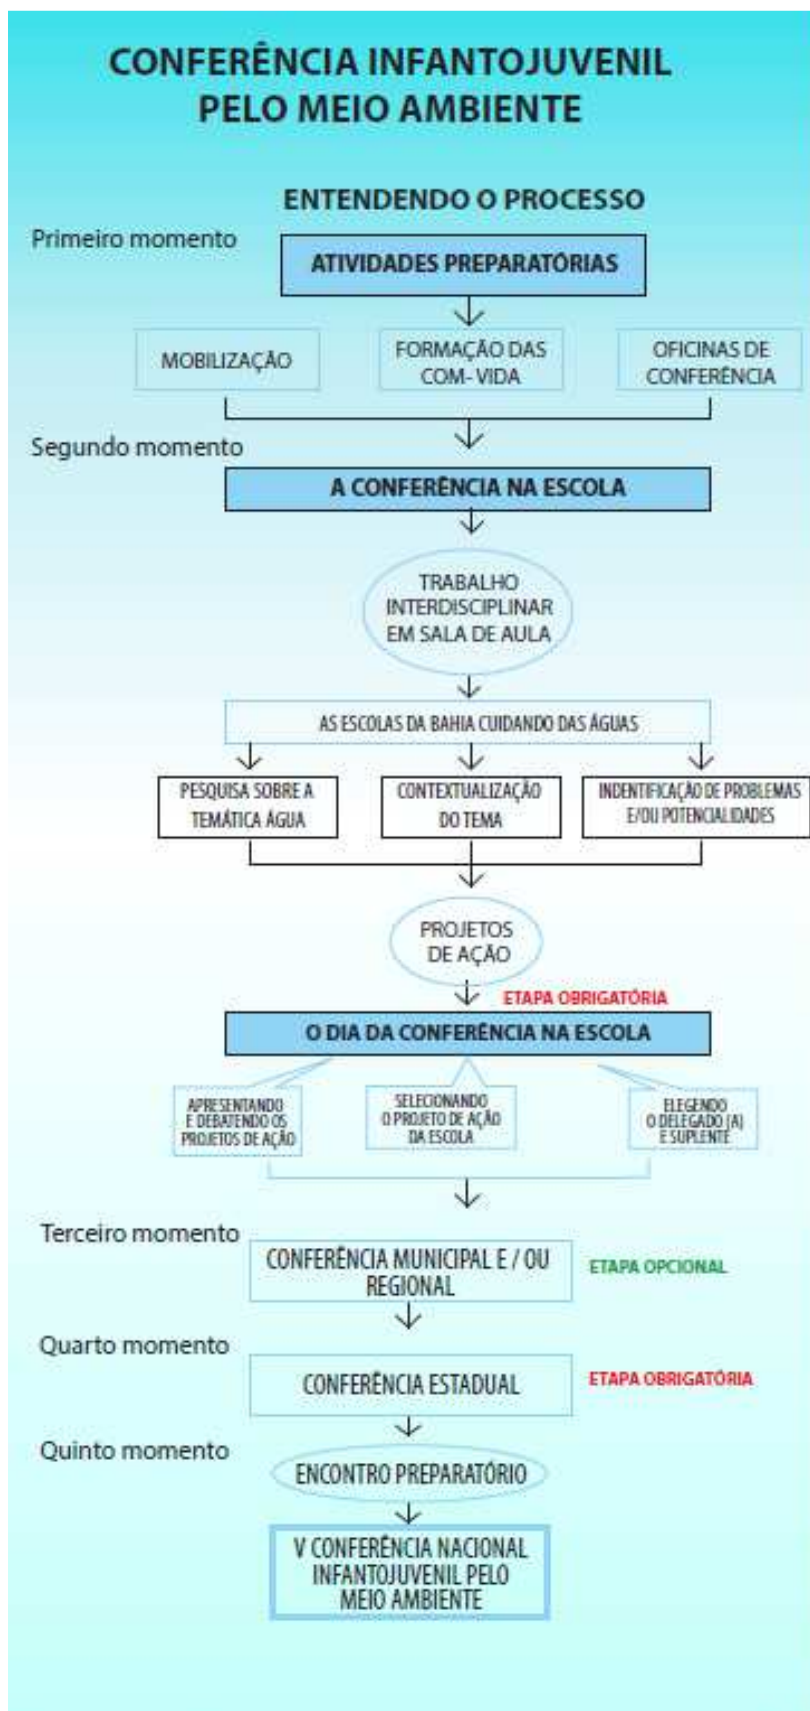 CONFERÊNCIA INFANTOJUVENIL
PELO MEIO AMBIENTE
ENTENDENDO O PROCESSO
Primeiro momento
ATIVIDADES PREPARATÓRIAS
MOBILIZAÇÃO
FORMAÇÃO DAS
COM- VIDA
OFICINAS DE
CONFERÊNCIA
Segundo momento
A CONFERÊNCIA NA ESCOLA
TRABALHO
INTERDISCIPLINAR
EM SALA DE AULA
AS ESCOLAS DA BAHIA CUIDANDO DAS ÁGUAS
PESQUISA SOBRE A
TEMÁTICA ÁGUA
CONTEXTUALIZAÇÃO
DO TEMA
INDENTIFICAÇÃO DE PROBLEMAS
E/OU POTENCIALIDADES
PROJETOS
DE AÇÃO
ETAPA OBRIGATÓRIA
O DIA DA CONFERÊNCIA NA ESCOLA
APRESENTANDO
E DEBATENDO OS
PROJETOS DE AÇÃO
SELECIONANDO
O PROJETO DE AÇÃO
DA ESCOLA
ELEGENDO
O DELEGADO (A)
E SUPLENTE
Terceiro momento
CONFERÊNCIA MUNICIPAL E / OU
REGIONAL
ETAPA OPCIONAL
Quarto momento
CONFERÊNCIA ESTADUAL
ETAPA OBRIGATÓRIA
Quinto momento
ENCONTRO PREPARATÓRIO
V CONFERÊNCIA NACIONAL
INFANTOJUVENIL PELO
MEIO AMBIENTE